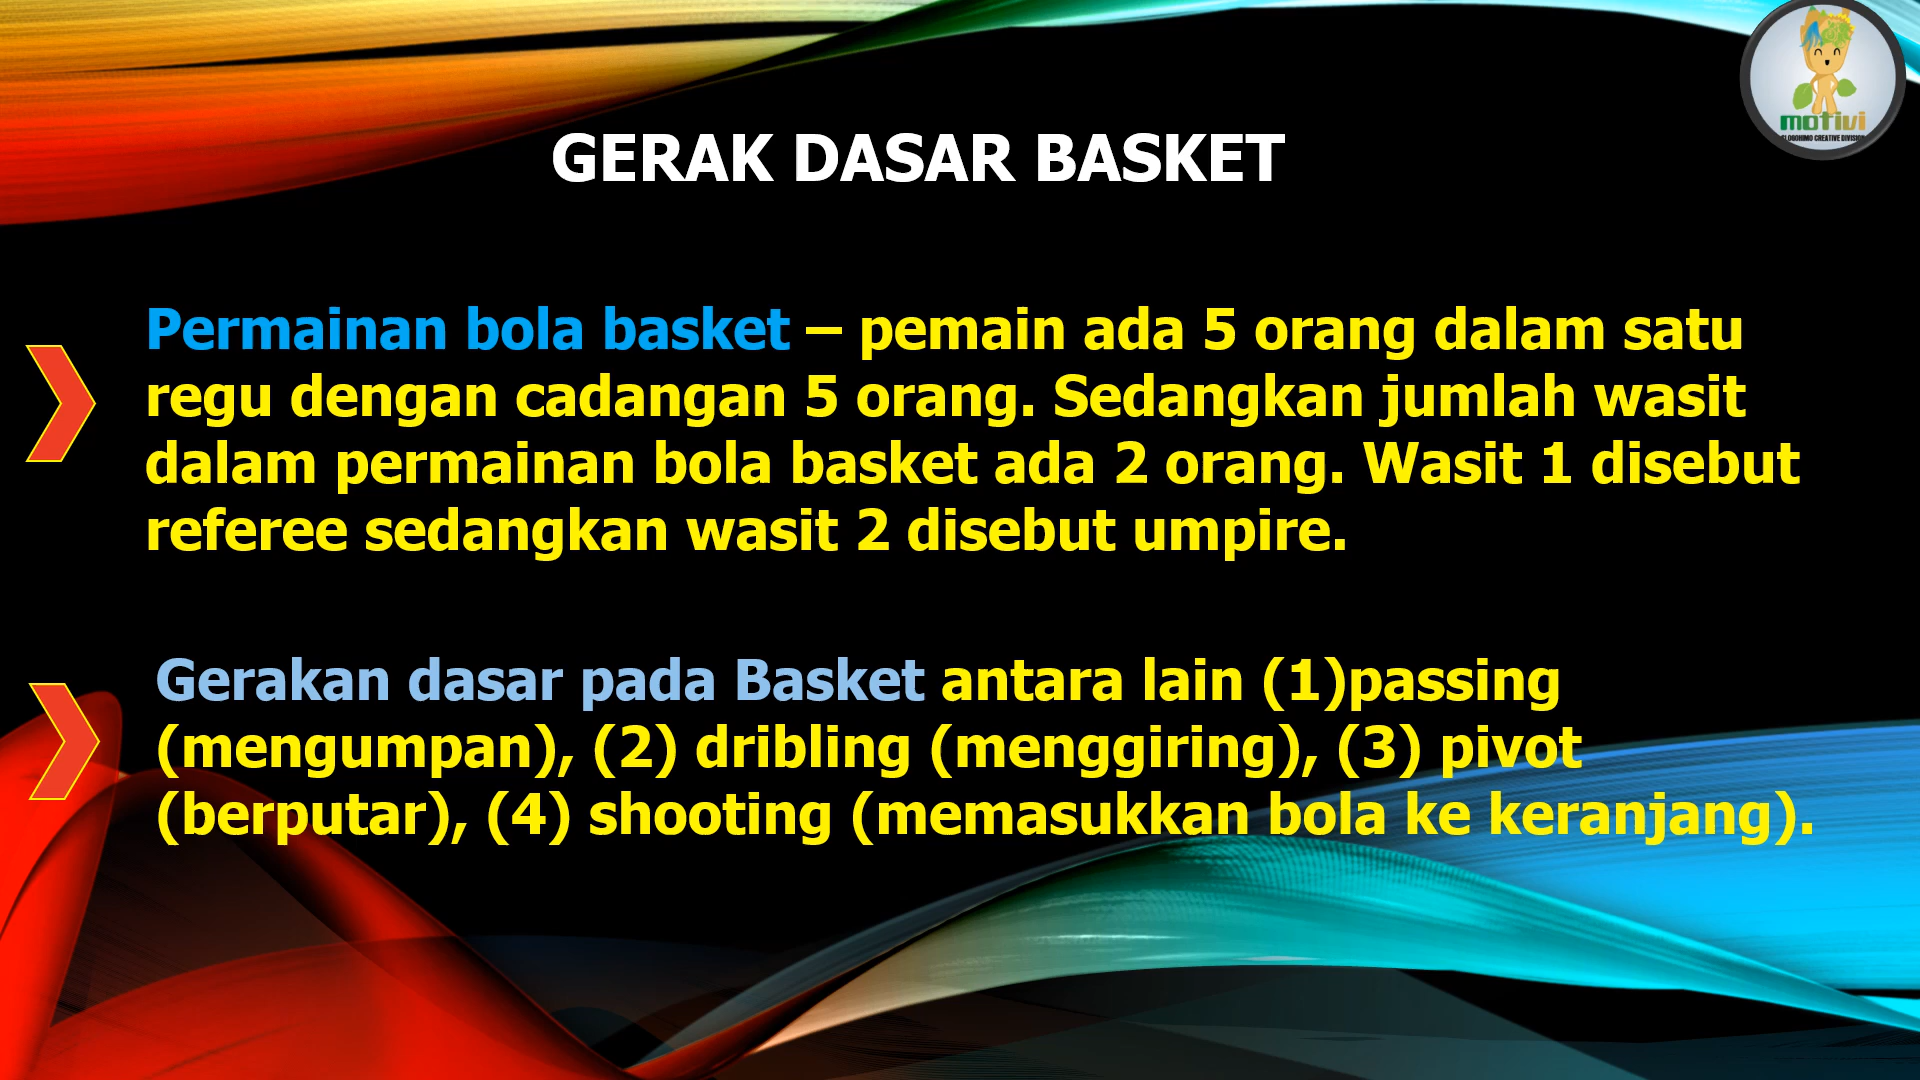 motivi
GERAK DASAR BASKET
Permainan bola basket – pemain ada 5 orang dalam satu
regu dengan cadangan 5 orang. Sedangkan jumlah wasit
dalam permainan bola basket ada 2 orang. Wasit 1 disebut
referee sedangkan wasit 2 disebut umpire.
Gerakan dasar pada Basket antara lain (1)passing
(mengumpan), (2) dribling (menggiring), (3) pivot
(berputar), (4) shooting (memasukkan bola ke keranjang).